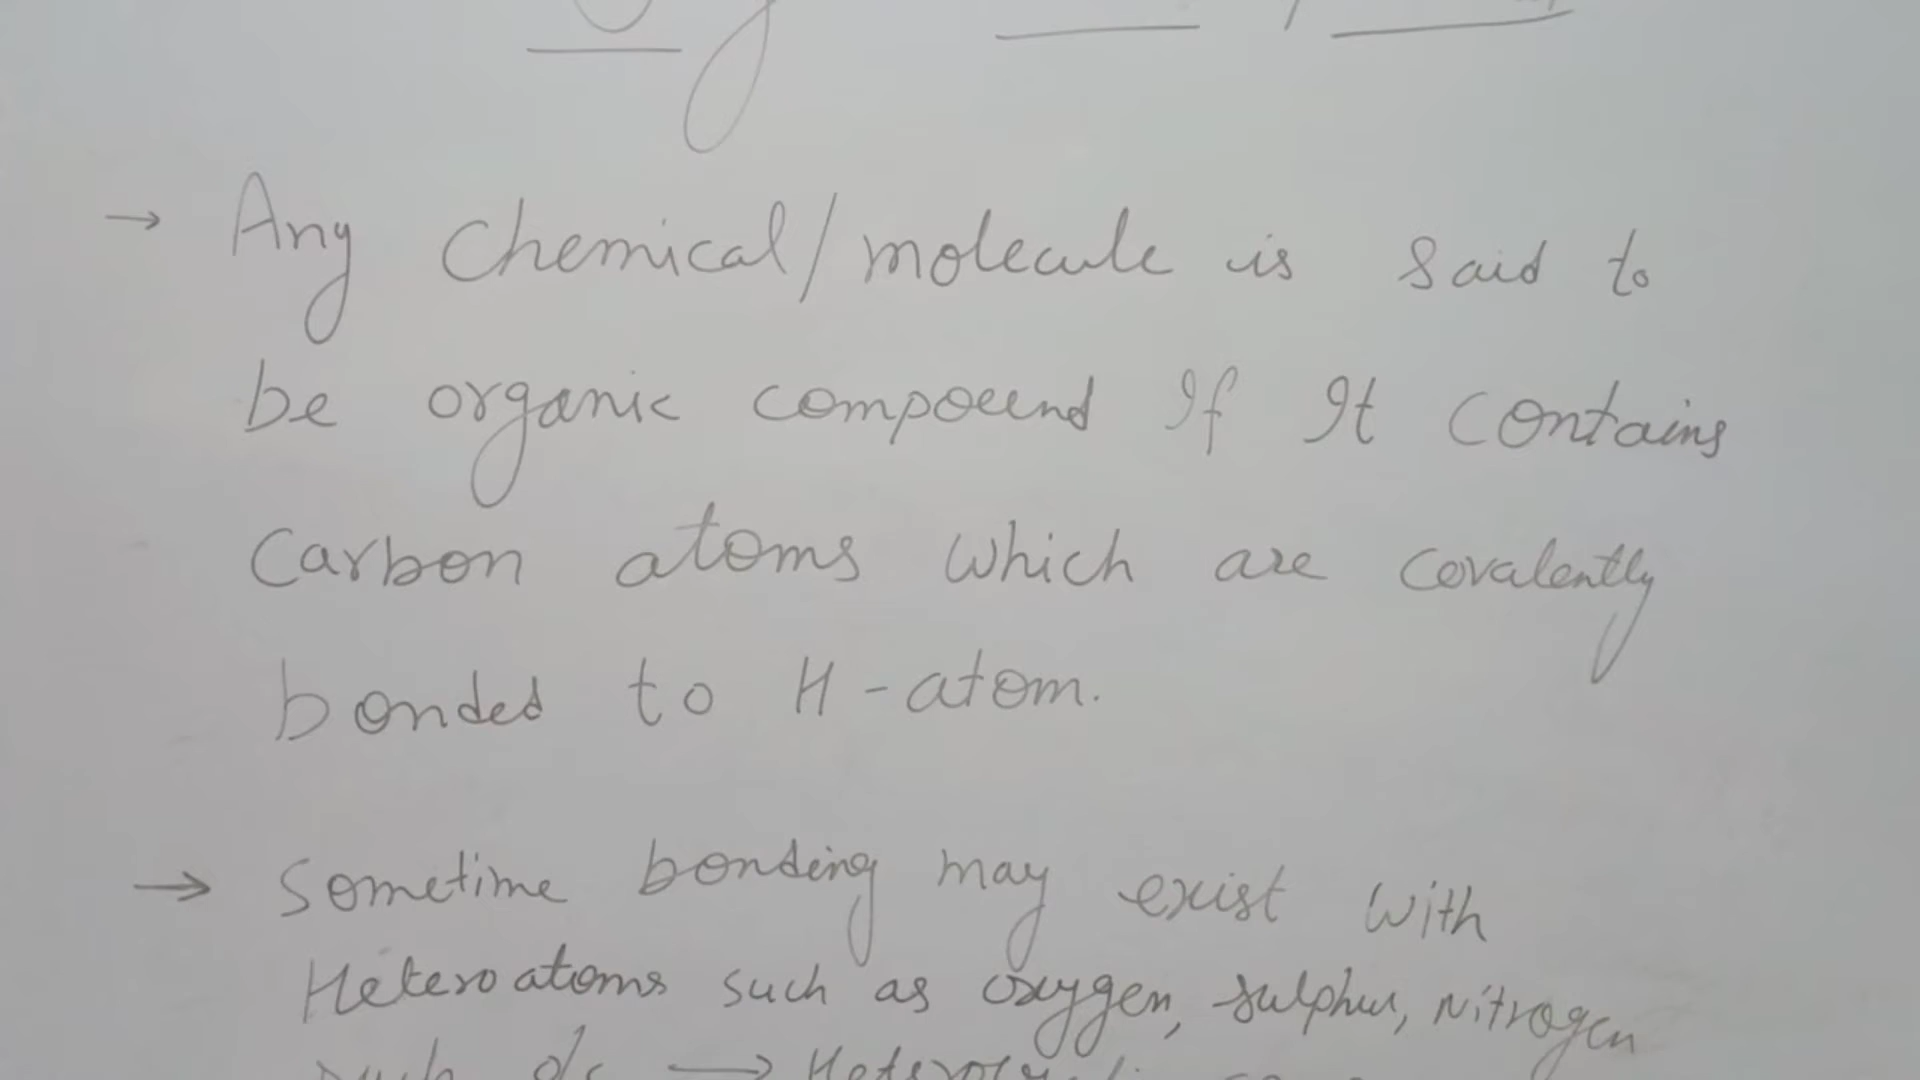 → Any Chemical/molecule is said to
be organic compound If It contains
Carbon atoms which are covalently
bonded to H-atom.
→ Sometime bonding may exist with
Heteroatoms such as oxygen, sulphur, Nitrogen